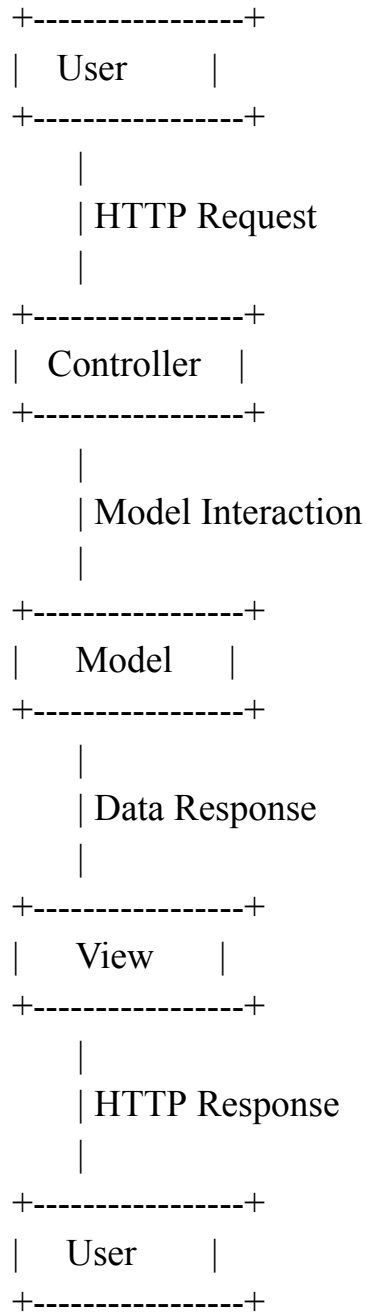 +-----------------+
|    User         |
+-----------------+
|
| HTTP Request
|
+-----------------+
|   Controller    |
+-----------------+
|
| Model Interaction
|
+-----------------+
|      Model      |
+-----------------+
|
| Data Response
|
+-----------------+
|      View       |
+-----------------+
|
| HTTP Response
|
+-----------------+
|     User        |
+-----------------+